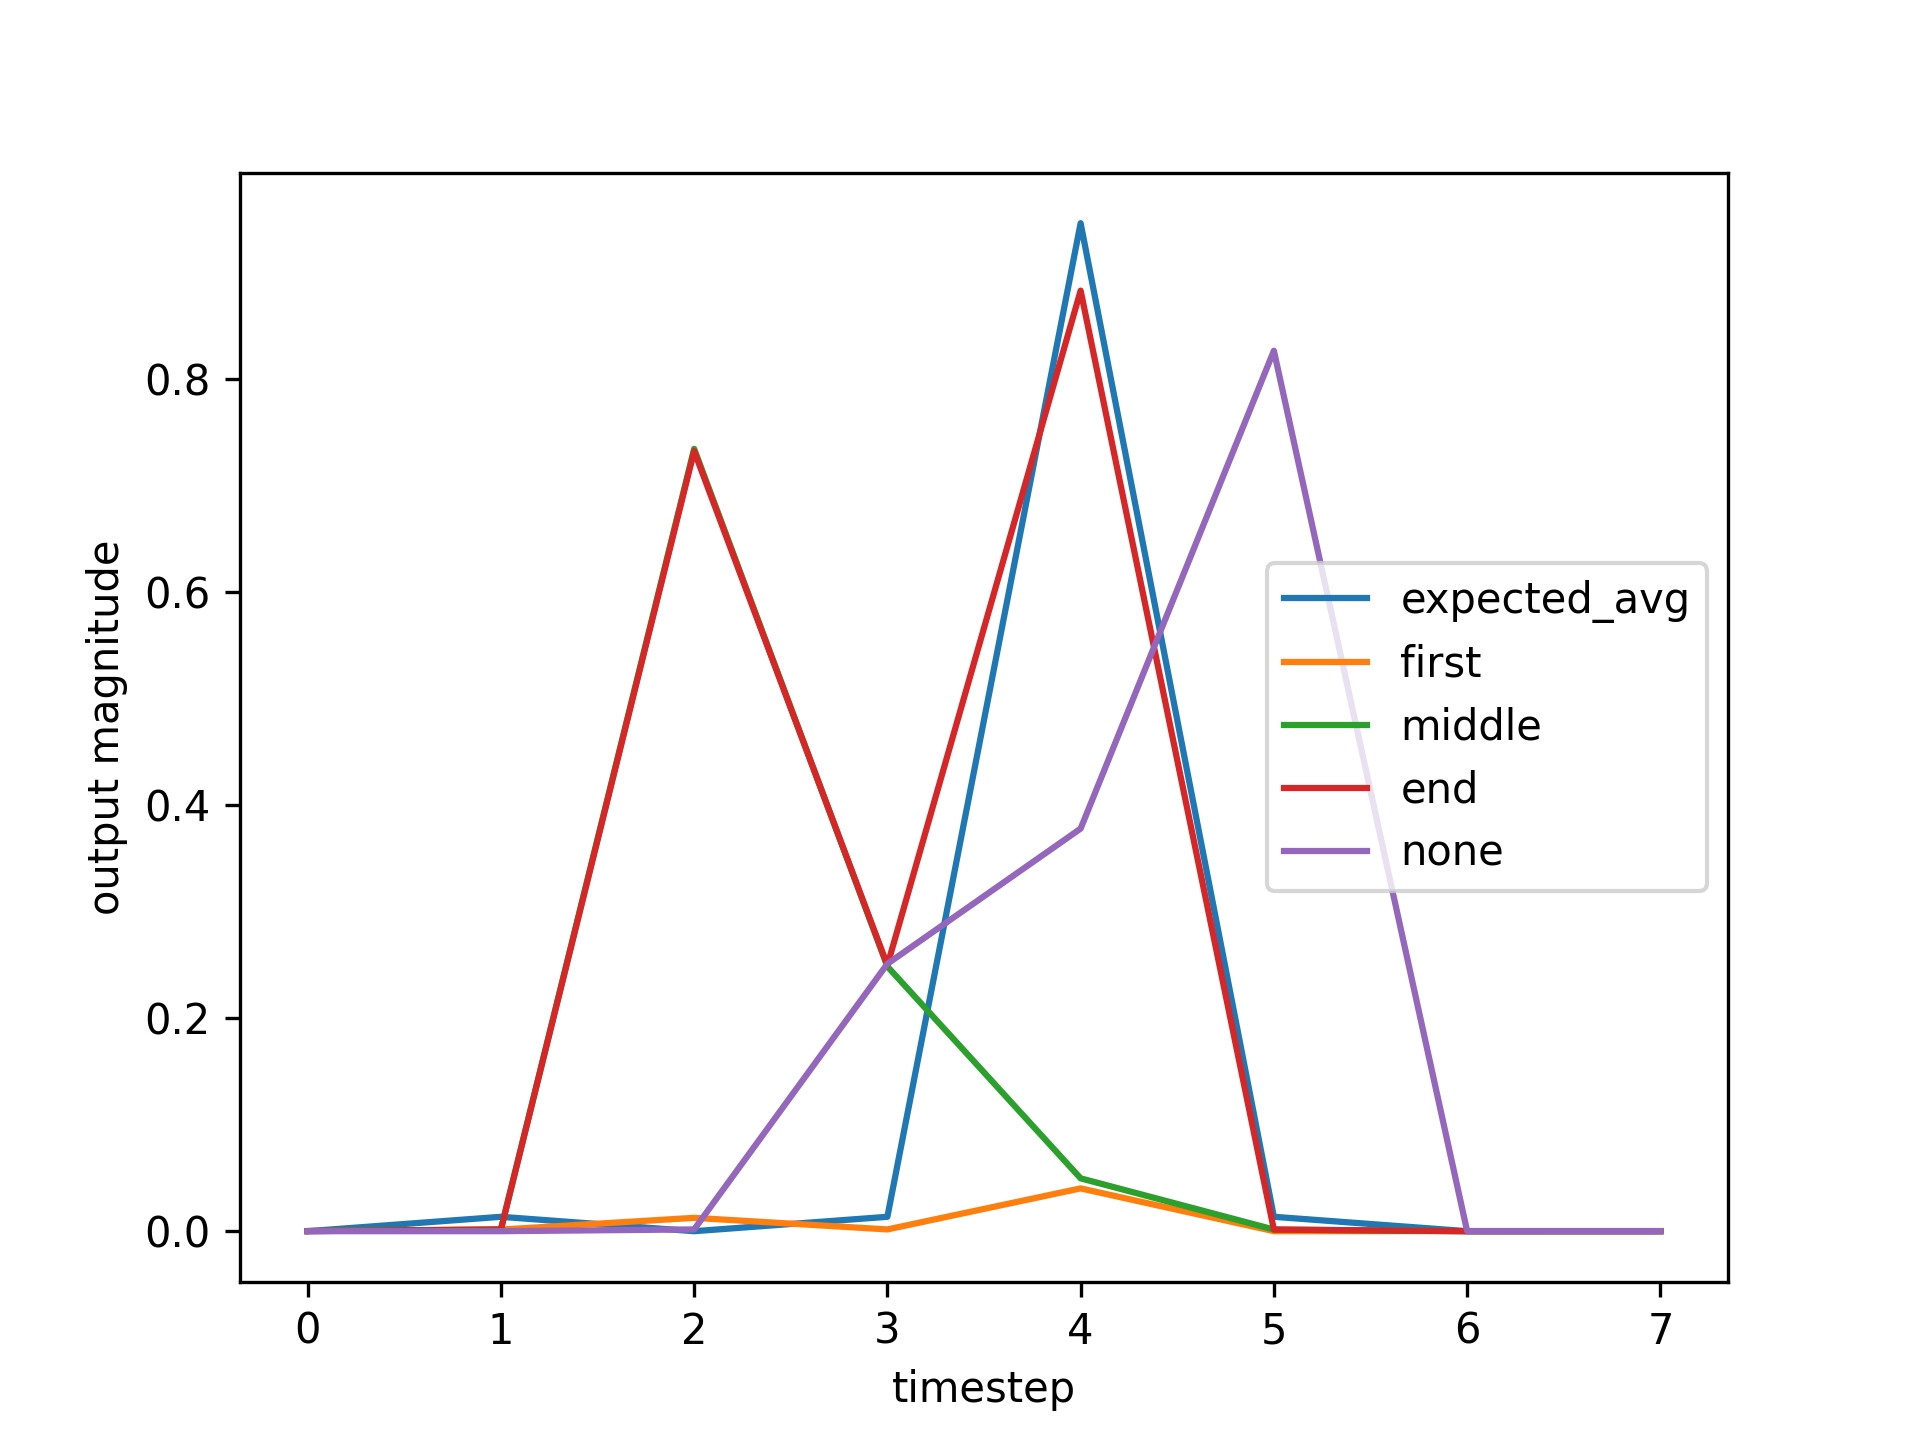 0.8
0.6
0.4
0.2
0.0
output magnitude
expected_avg
first
middle
end
none
0 1 2 3 4 5 6 7
timestep